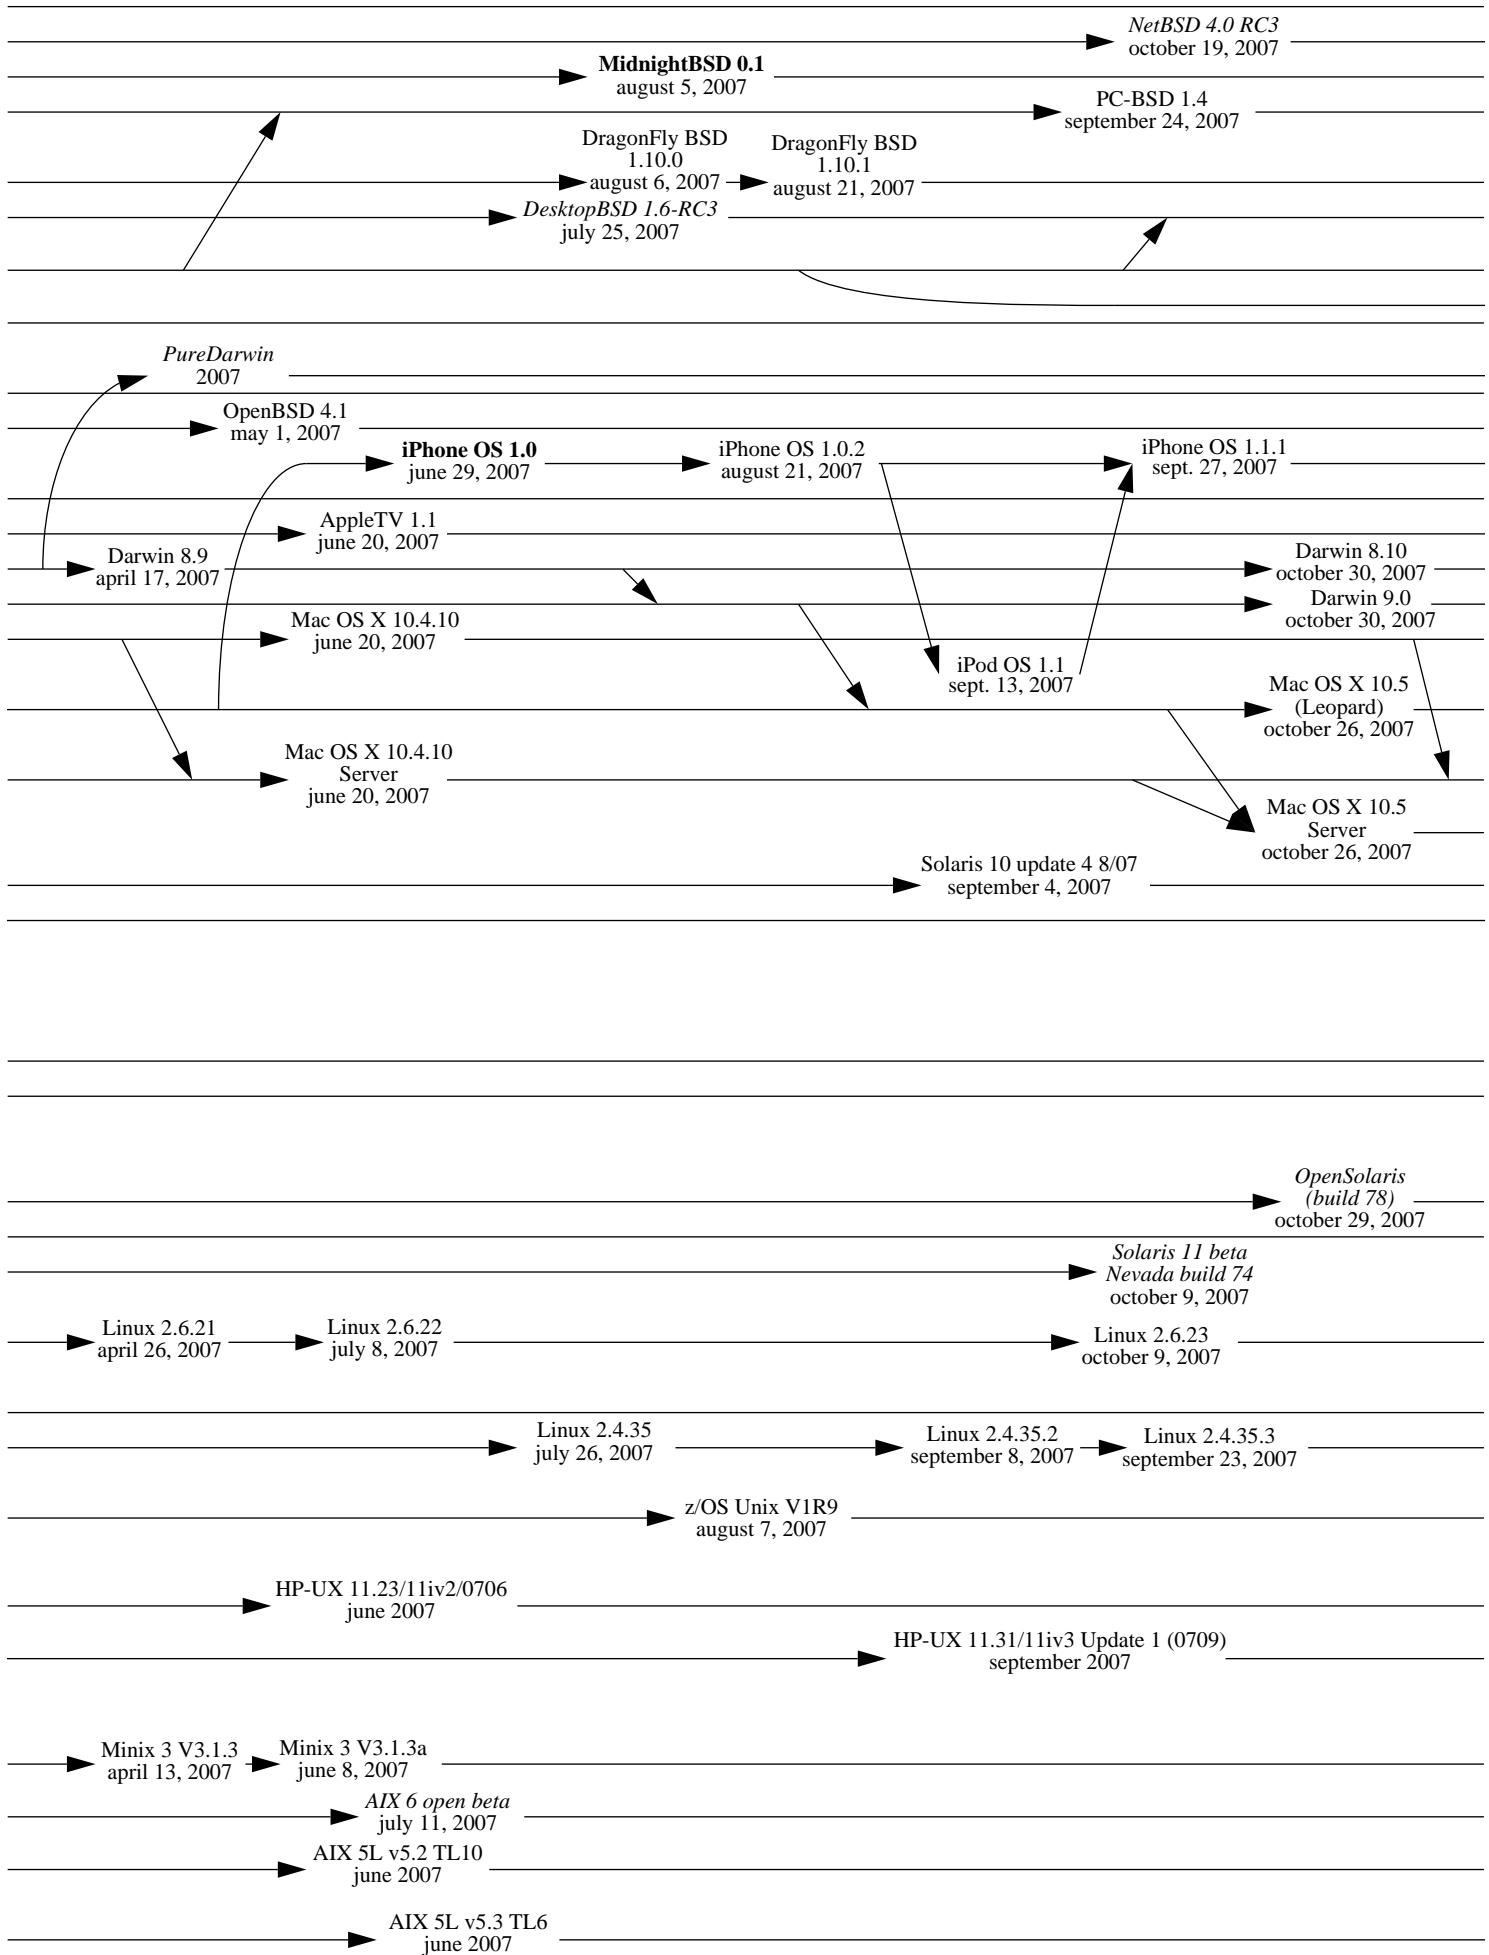 NetBSD 4.0 RC3
october 19, 2007
MidnightBSD 0.1
august 5, 2007
PC-BSD 1.4
september 24, 2007
DragonFly BSD
1.10.0
august 6, 2007
DragonFly BSD
1.10.1
august 21, 2007
DesktopBSD 1.6-RC3
july 25, 2007
PureDarwin
2007
OpenBSD 4.1
may 1, 2007
iPhone OS 1.0
june 29, 2007
iPhone OS 1.0.2
august 21, 2007
iPhone OS 1.1.1
sept. 27, 2007
AppleTV 1.1
june 20, 2007
Darwin 8.9
april 17, 2007
Darwin 8.10
october 30, 2007
Darwin 9.0
october 30, 2007
Mac OS X 10.4.10
june 20, 2007
iPod OS 1.1
sept. 13, 2007
Mac OS X 10.5
(Leopard)
october 26, 2007
Mac OS X 10.4.10
Server
june 20, 2007
Mac OS X 10.5
Server
october 26, 2007
Solaris 10 update 4 8/07
september 4, 2007
OpenSolaris
(build 78)
october 29, 2007
Solaris 11 beta
Nevada build 74
october 9, 2007
Linux 2.6.21
april 26, 2007
Linux 2.6.22
july 8, 2007
Linux 2.6.23
october 9, 2007
Linux 2.4.35
july 26, 2007
Linux 2.4.35.2
september 8, 2007
Linux 2.4.35.3
september 23, 2007
z/OS Unix V1R9
august 7, 2007
HP-UX 11.23/11iv2/0706
june 2007
HP-UX 11.31/11iv3 Update 1 (0709)
september 2007
Minix 3 V3.1.3
april 13, 2007
Minix 3 V3.1.3a
june 8, 2007
AIX 6 open beta
july 11, 2007
AIX 5L v5.2 TL10
june 2007
AIX 5L v5.3 TL6
june 2007